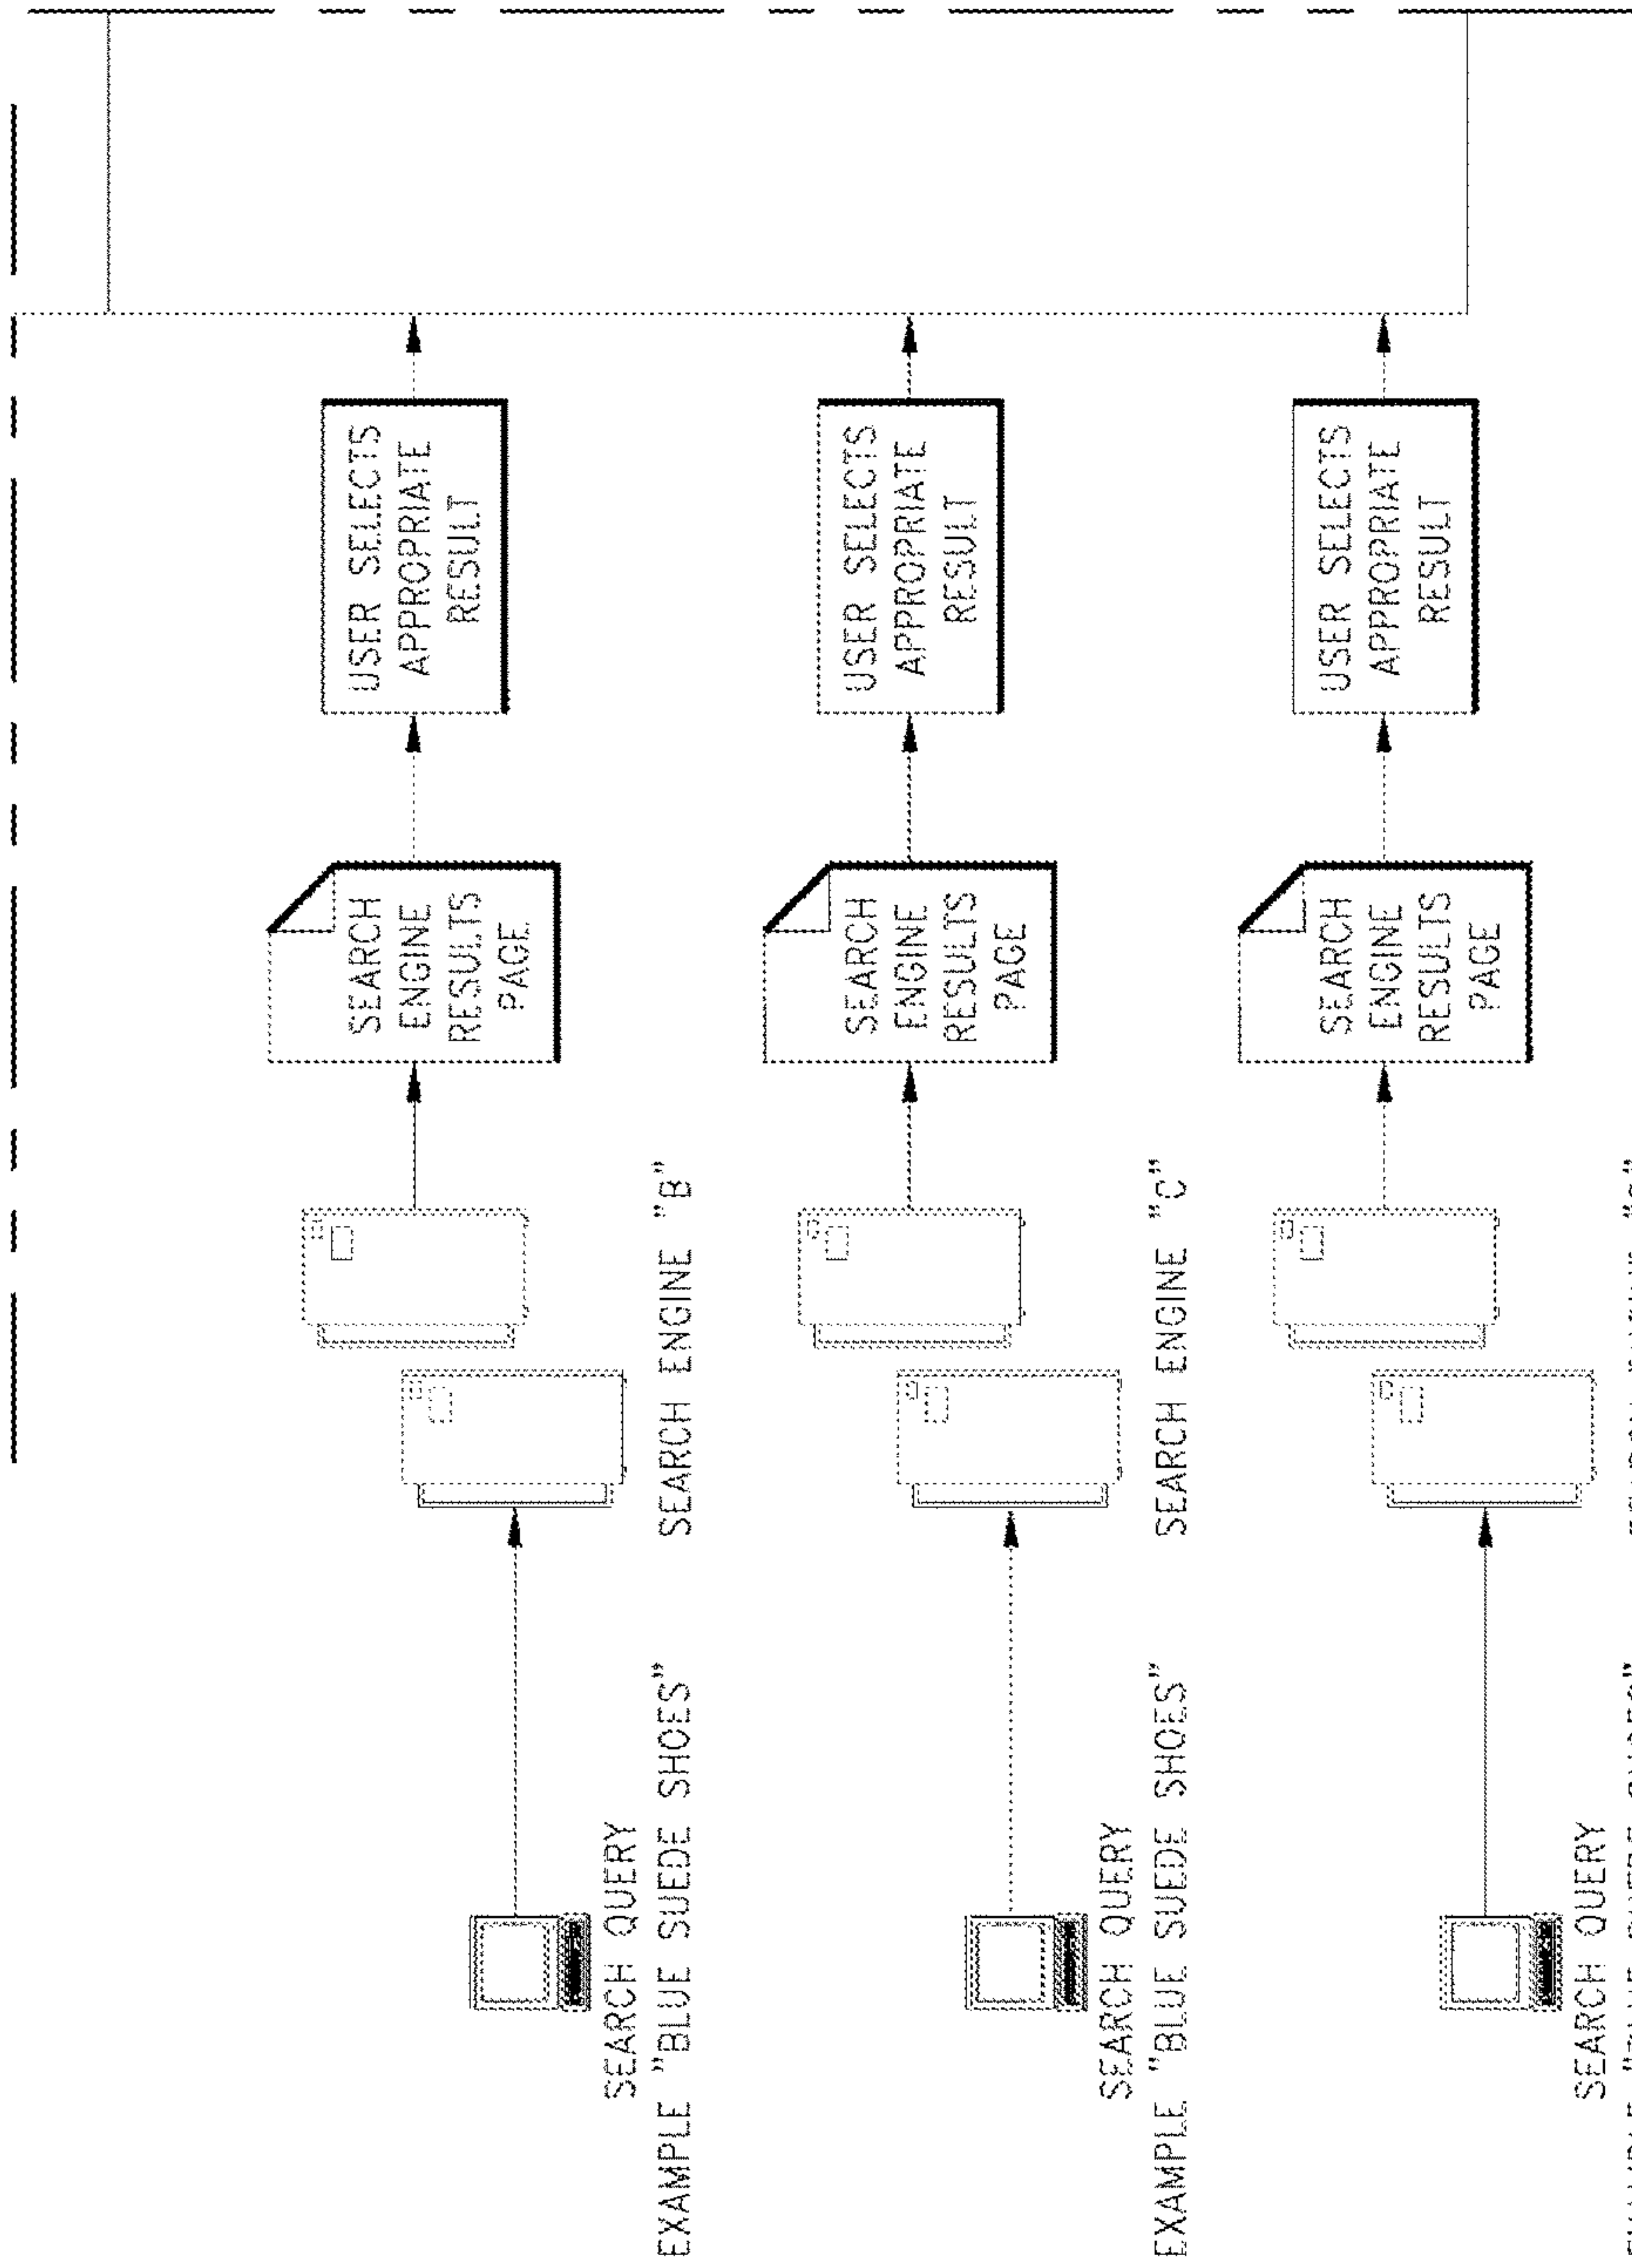 SEARCH QUERY
EXAMPLE "BLUE SUEDE SHOES"
SEARCH ENGINE "B"
SEARCH
ENGINE
RESULTS
PAGE
USER SELECTS
APPROPRIATE
RESULT
SEARCH QUERY
EXAMPLE "BLUE SUEDE SHOES"
SEARCH ENGINE "C"
SEARCH
ENGINE
RESULTS
PAGE
USER SELECTS
APPROPRIATE
RESULT
SEARCH QUERY
SEARCH
ENGINE
RESULTS
PAGE
USER SELECTS
APPROPRIATE
RESULT